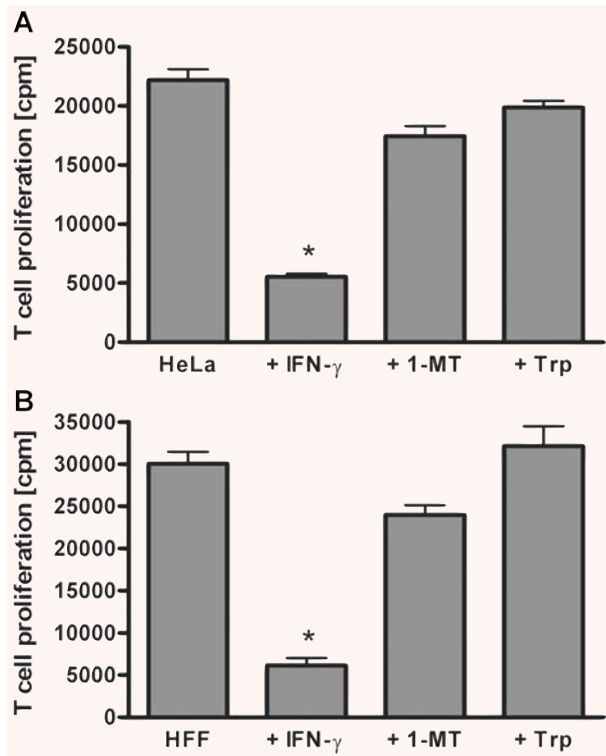 A
T cell proliferation [cpm]
25000
20000
15000
10000
5000
0
*
HeLa + IFN-γ + 1-MT + Trp
B
T cell proliferation [cpm]
35000
30000
25000
20000
15000
10000
5000
0
*
HFF + IFN-γ + 1-MT + Trp